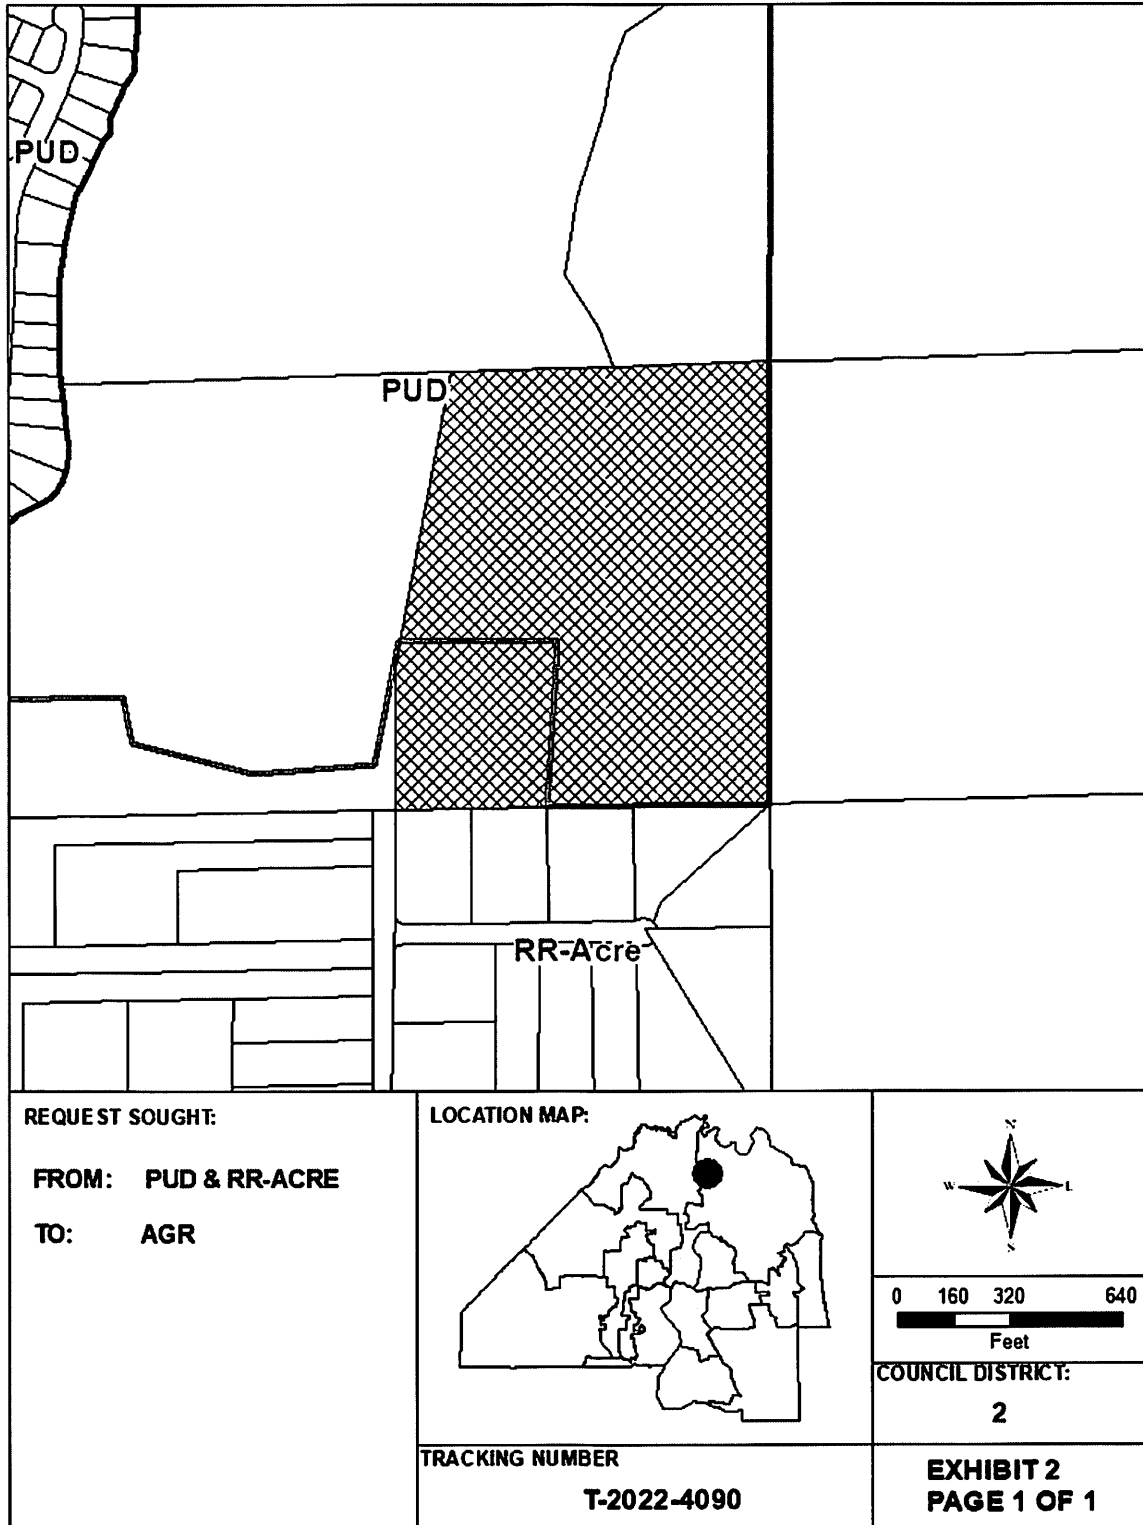 PUD
PUD
RR-Acre
REQUEST SOUGHT:
FROM: PUD & RR-ACRE
TO: AGR
LOCATION MAP:
N
W
E
S
0 160 320 640
Feet
COUNCIL DISTRICT:
2
TRACKING NUMBER
T-2022-4090
EXHIBIT 2
PAGE 1 OF 1